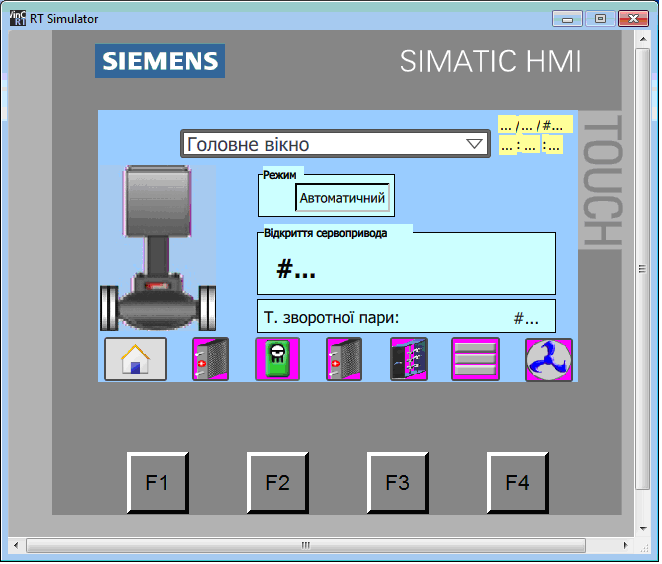 RT Simulator
SIEMENS
SIMATIC HMI
TOUCH
Головне вікно
... /... /#...
... : ... :...
Режим
Автоматичний
Відкриття сервопривода
#...
Т. зворотної пари:
#...
F1
F2
F3
F4